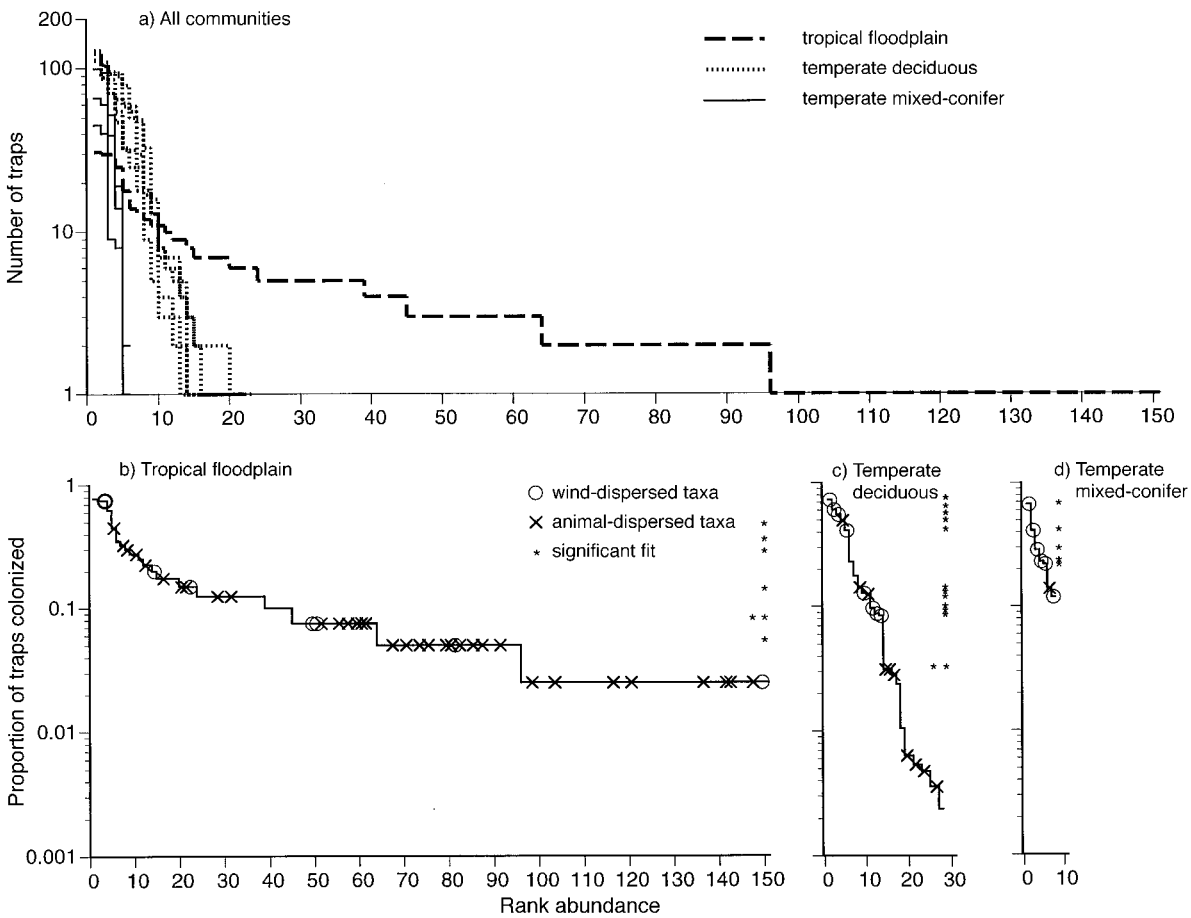 a) All communities
200
100
10
1
Number of traps
tropical floodplain
temperate deciduous
temperate mixed-conifer
0 10 20 30 40 50 60 70 80 90 100 110 120 130 140 150
b) Tropical floodplain
c) Temperate deciduous
d) Temperate mixed-conifer
1
0.1
0.01
0.001
Proportion of traps colonized
wind-dispersed taxa
animal-dispersed taxa
* significant fit
0 10 20 30 40 50 60 70 80 90 100 110 120 130 140 150
0 10 20 30
0 10
Rank abundance